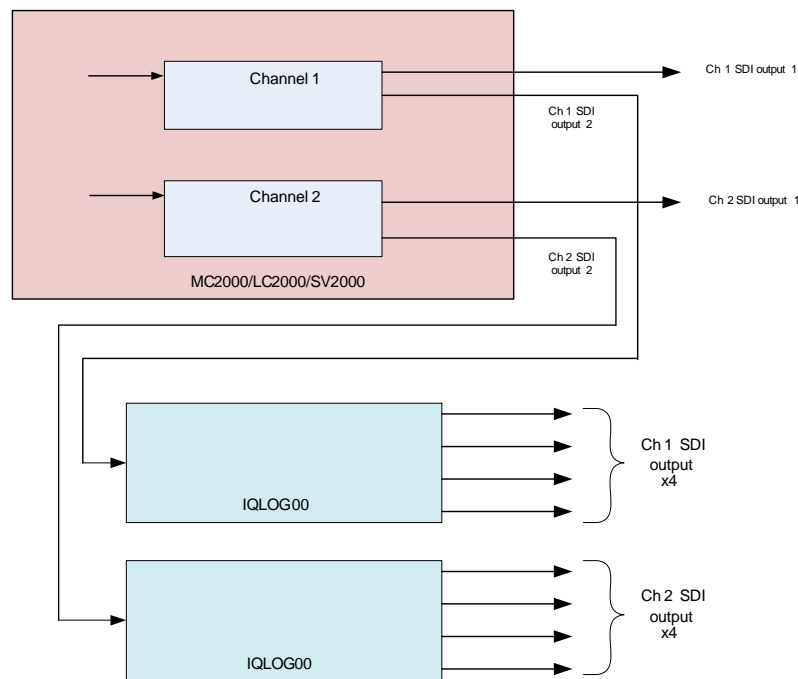 Channel 1
Ch 1 SDI output 1
Ch 1 SDI
output 2
Channel 2
Ch 2 SDI output 1
Ch 2 SDI
output 2
MC2000/LC2000/SV2000
Ch 1 SDI
output
x4
IQLOG00
Ch 2 SDI
output
x4
IQLOG00